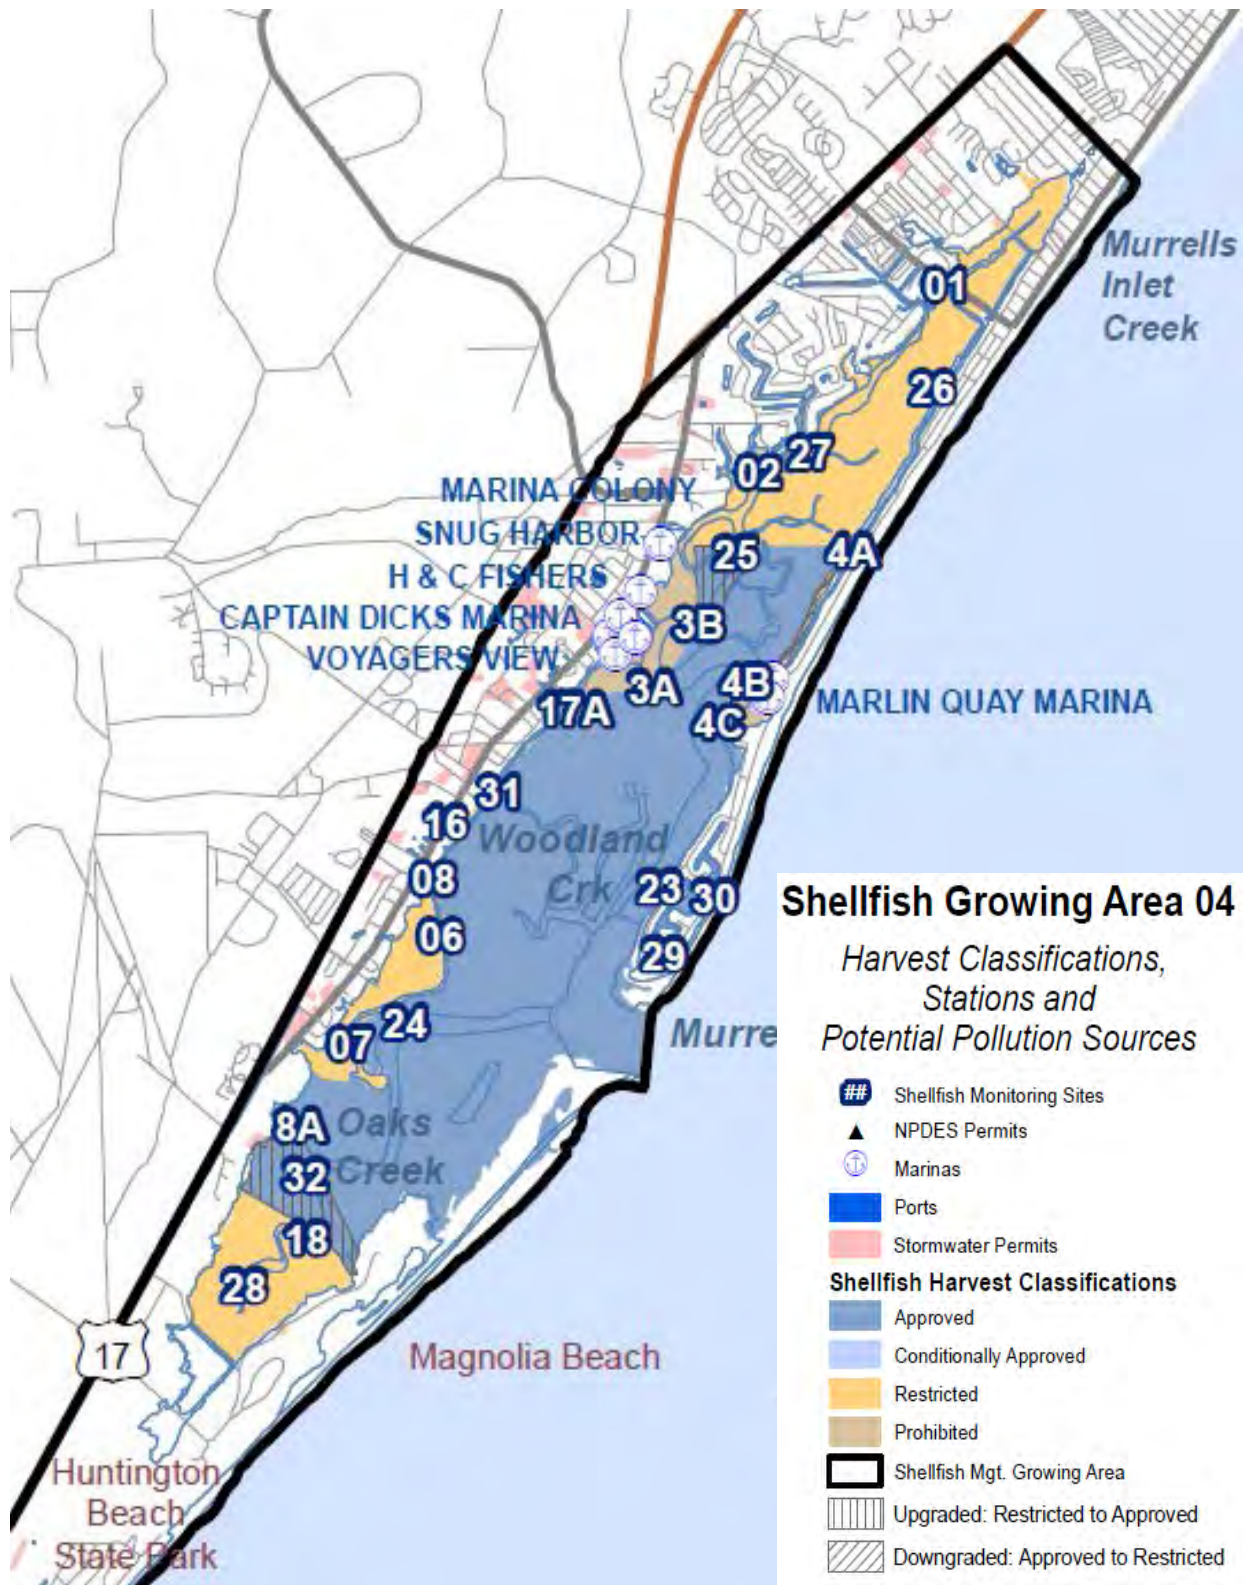 Murrells
Inlet
Creek
01
26
27
02
MARINA COLONY
SNUG HARBOR
25
4A
H & C FISHERS
CAPTAIN DICKS MARINA
3B
VOYAGERS VIEW
3A
4B
17A
4C
MARLIN QUAY MARINA
31
16
Woodland
Crk
08
23
30
06
29
24
07
Murre
8A
Oaks
Creek
32
18
28
17
Magnolia Beach
Huntington
Beach
State Park
Shellfish Growing Area 04
Harvest Classifications,
Stations and
Potential Pollution Sources
## Shellfish Monitoring Sites
NPDES Permits
Marinas
Ports
Stormwater Permits
Shellfish Harvest Classifications
Approved
Conditionally Approved
Restricted
Prohibited
Shellfish Mgt. Growing Area
Upgraded: Restricted to Approved
Downgraded: Approved to Restricted